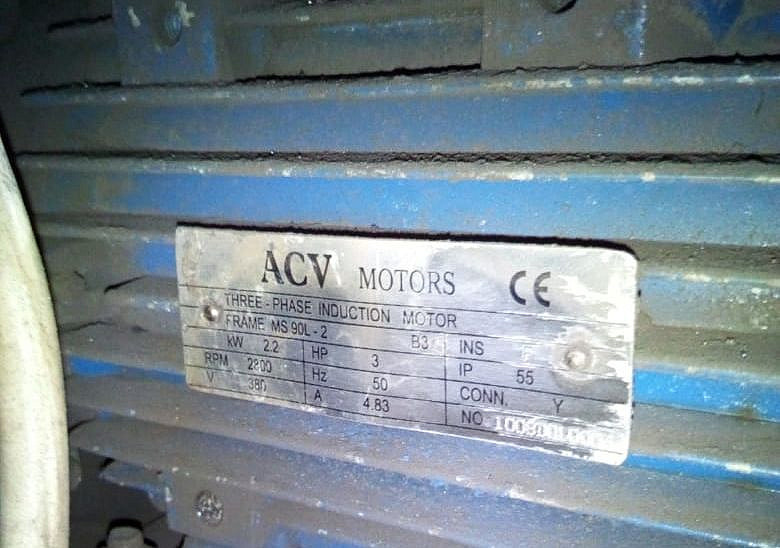 ACV MOTORS CE
THREE - PHASE INDUCTION MOTOR
FRAME MS 90L - 2 B3 INS
kW 2.2 HP 3 IP 55
RPM 2800 Hz 50 CONN. Y
V 380 A 4.83 NO